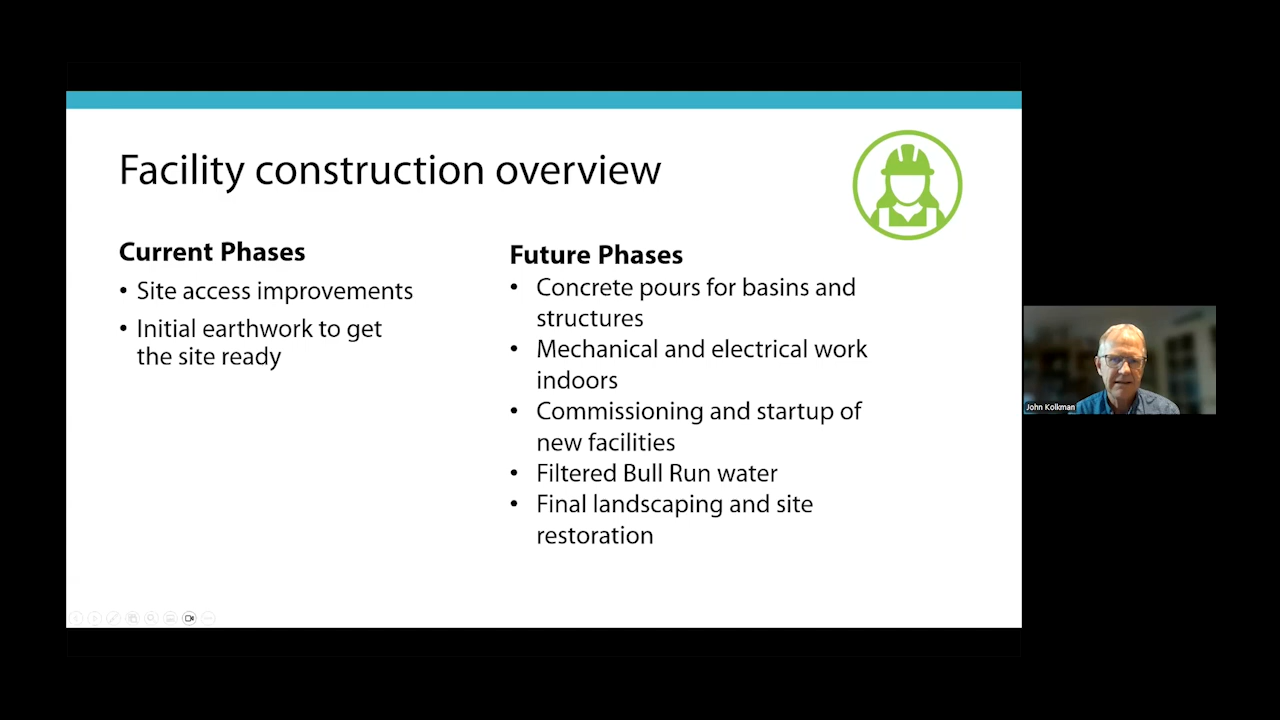 Facility construction overview
Current Phases
• Site access improvements
• Initial earthwork to get
the site ready
Future Phases
• Concrete pours for basins and
structures
• Mechanical and electrical work
indoors
• Commissioning and startup of
new facilities
• Filtered Bull Run water
• Final landscaping and site
restoration
John Kolkman